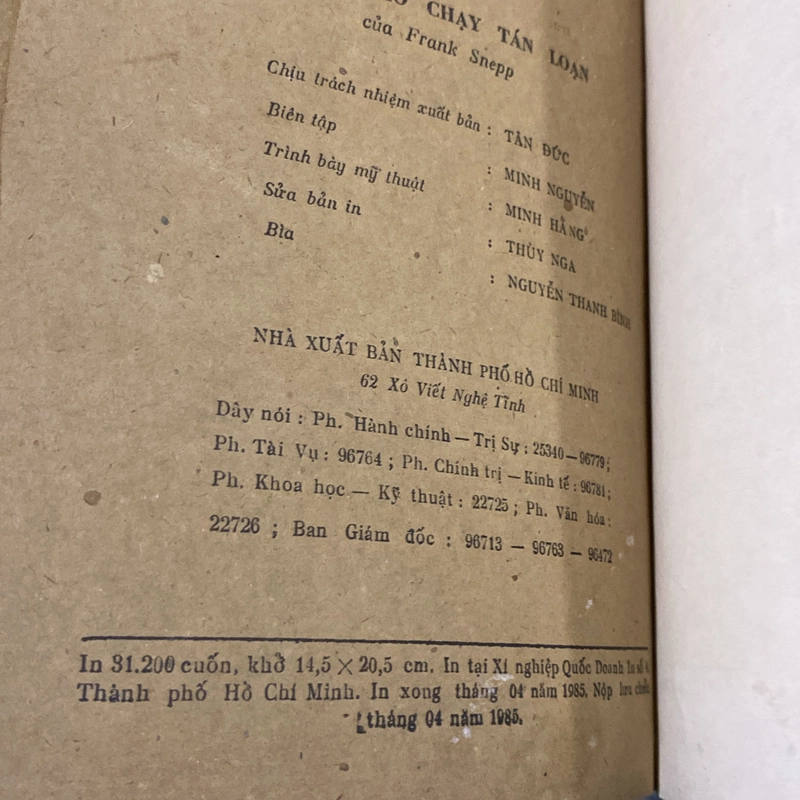 CHẠY TÁN LOẠN
của Frank Snepp
Chịu trách nhiệm xuất bản : TÂN ĐỨC
Biên tập : MINH NGUYỄN
Trình bày mỹ thuật : MINH HẰNG
Sửa bản in : THÙY NGA
Bìa : NGUYỄN THANH BÌNH
NHÀ XUẤT BẢN THÀNH PHỐ HỒ CHÍ MINH
62 Xô Viết Nghệ Tĩnh
Dây nói : Ph. Hành chính — Trị Sự : 25340 — 96779 ;
Ph. Tài Vụ : 96764 ; Ph. Chính trị — Kinh tế : 96781 ;
Ph. Khoa học — Kỹ thuật : 22725 ; Ph. Văn hóa :
22726 ; Ban Giám đốc : 96713 — 96763 — 96472
In 31.200 cuốn, khổ 14,5 × 20,5 cm. In tại Xí nghiệp Quốc Doanh In số
Thành phố Hồ Chí Minh. In xong tháng 04 năm 1985. Nộp lưu chiểu
tháng 04 năm 1985.